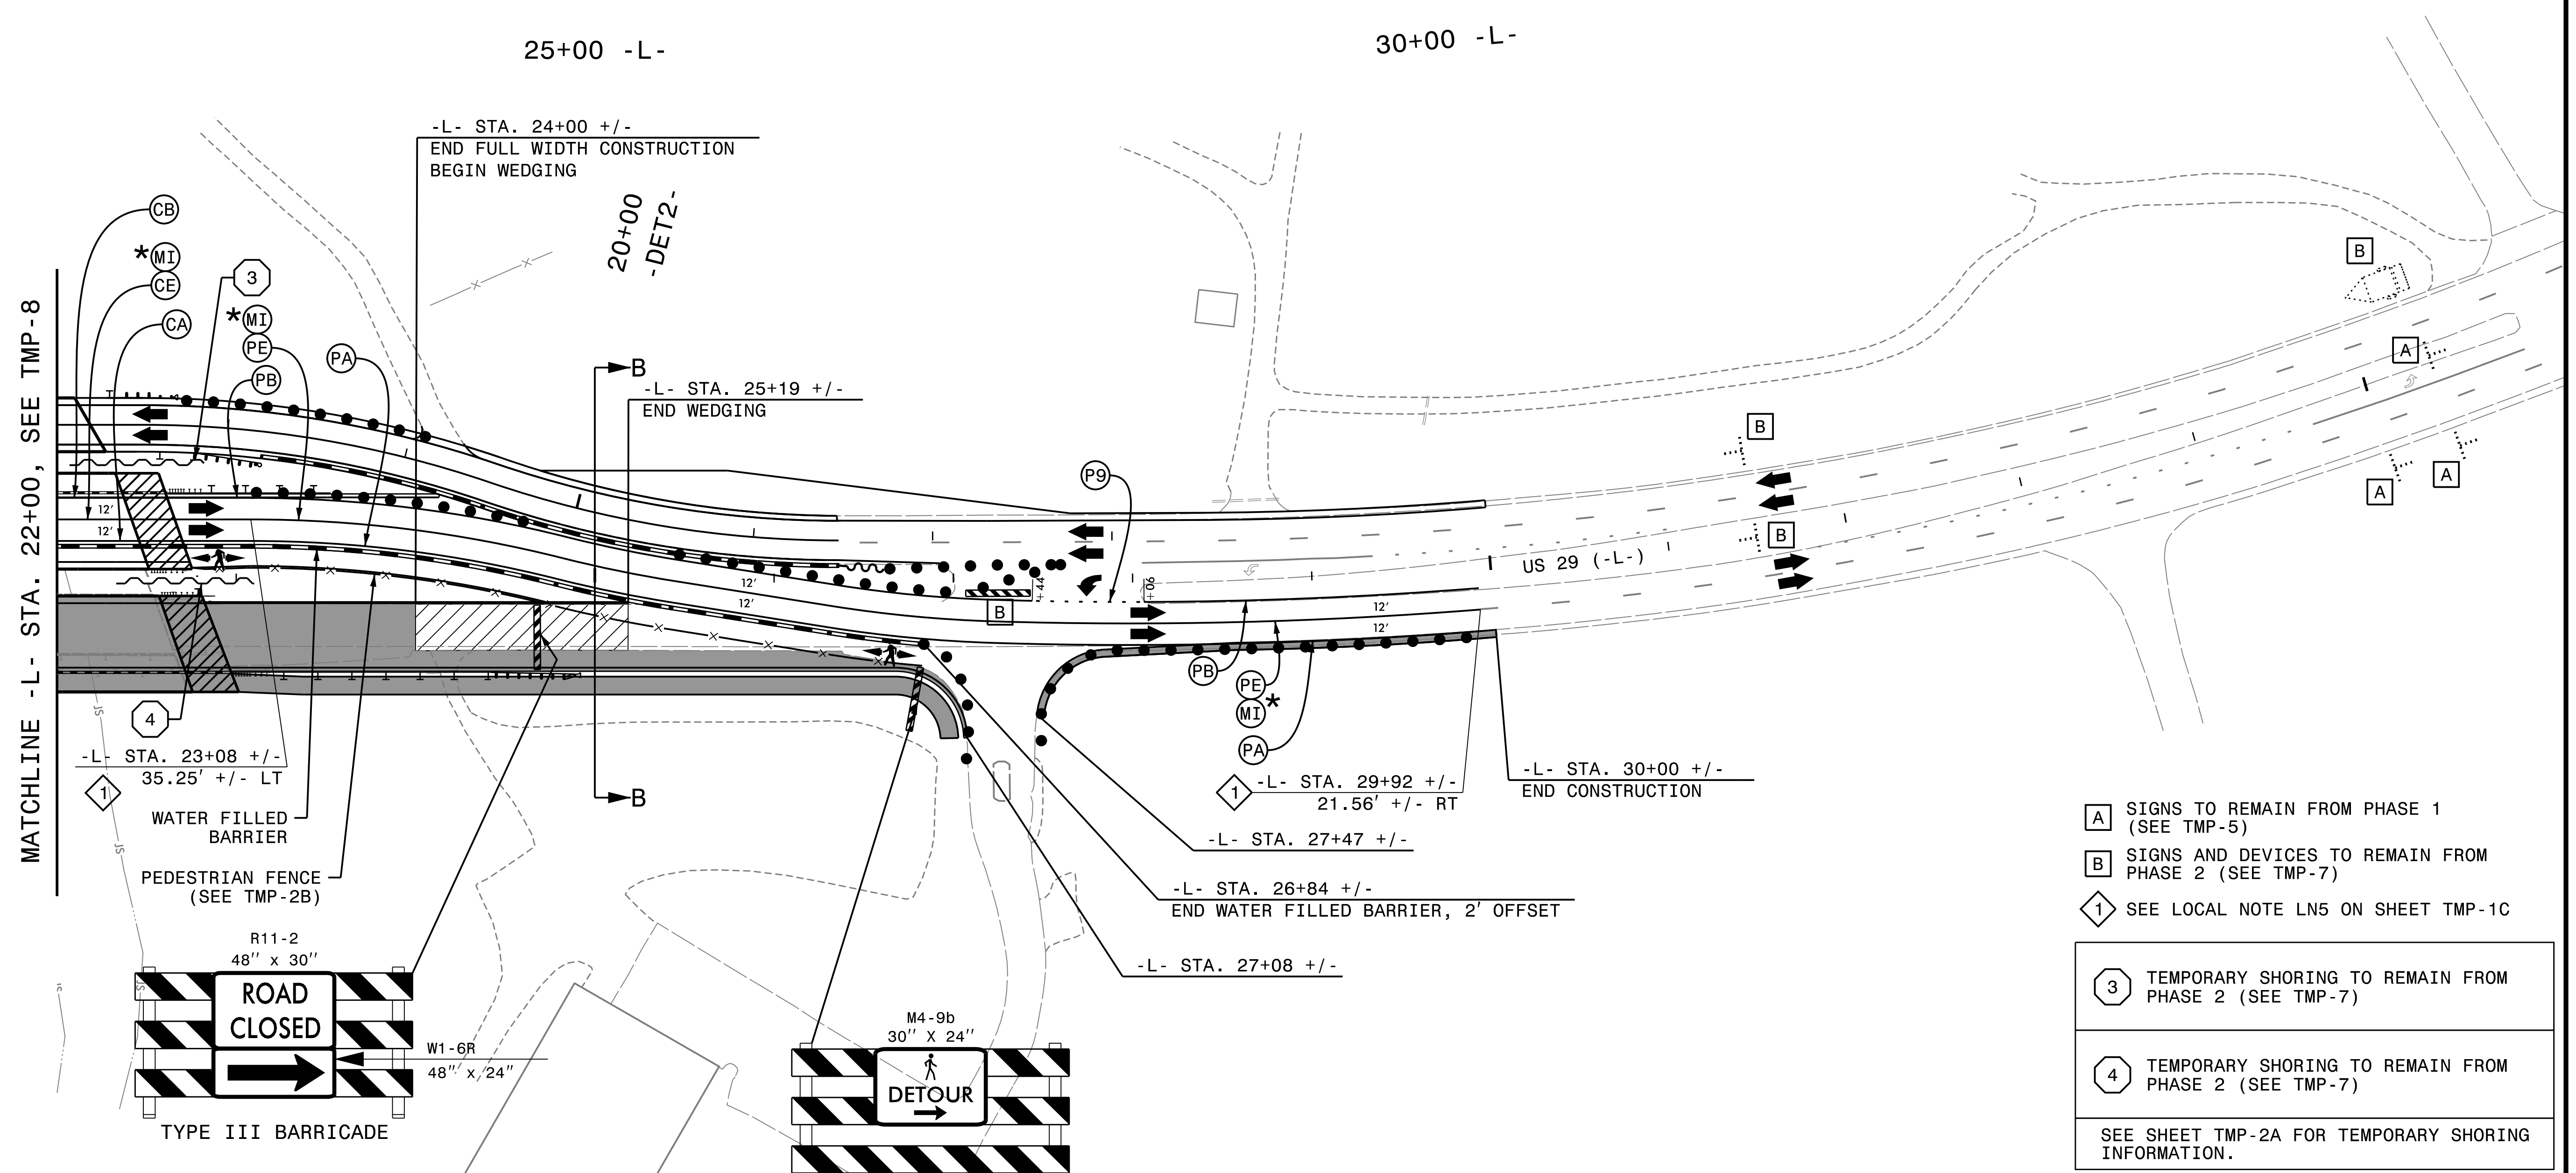 25+00 -L-
30+00 -L-
-L- STA. 24+00 +/-
END FULL WIDTH CONSTRUCTION
BEGIN WEDGING
20+00
-DET2-
CB
*MI
CE
CA
3
*MI
PE
PB
PA
MATCHLINE -L- STA. 22+00, SEE TMP-8
B
-L- STA. 25+19 +/-
END WEDGING
B
A
B
B
A
A
P9
12'
12'
12'
12'
+44
+06
B
US 29 (-L-)
12'
12'
PB
PE
MI*
PA
4
-L- STA. 23+08 +/-
35.25' +/- LT
1
WATER FILLED
BARRIER
PEDESTRIAN FENCE
(SEE TMP-2B)
B
1
-L- STA. 29+92 +/-
21.56' +/- RT
-L- STA. 30+00 +/-
END CONSTRUCTION
-L- STA. 27+47 +/-
-L- STA. 26+84 +/-
END WATER FILLED BARRIER, 2' OFFSET
-L- STA. 27+08 +/-
JS
JS
JS
R11-2
48" x 30"
ROAD
CLOSED
W1-6R
48" x 24"
TYPE III BARRICADE
M4-9b
30" X 24"
DETOUR
A SIGNS TO REMAIN FROM PHASE 1
(SEE TMP-5)
B SIGNS AND DEVICES TO REMAIN FROM
PHASE 2 (SEE TMP-7)
1 SEE LOCAL NOTE LN5 ON SHEET TMP-1C
3 TEMPORARY SHORING TO REMAIN FROM
PHASE 2 (SEE TMP-7)
4 TEMPORARY SHORING TO REMAIN FROM
PHASE 2 (SEE TMP-7)
SEE SHEET TMP-2A FOR TEMPORARY SHORING
INFORMATION.